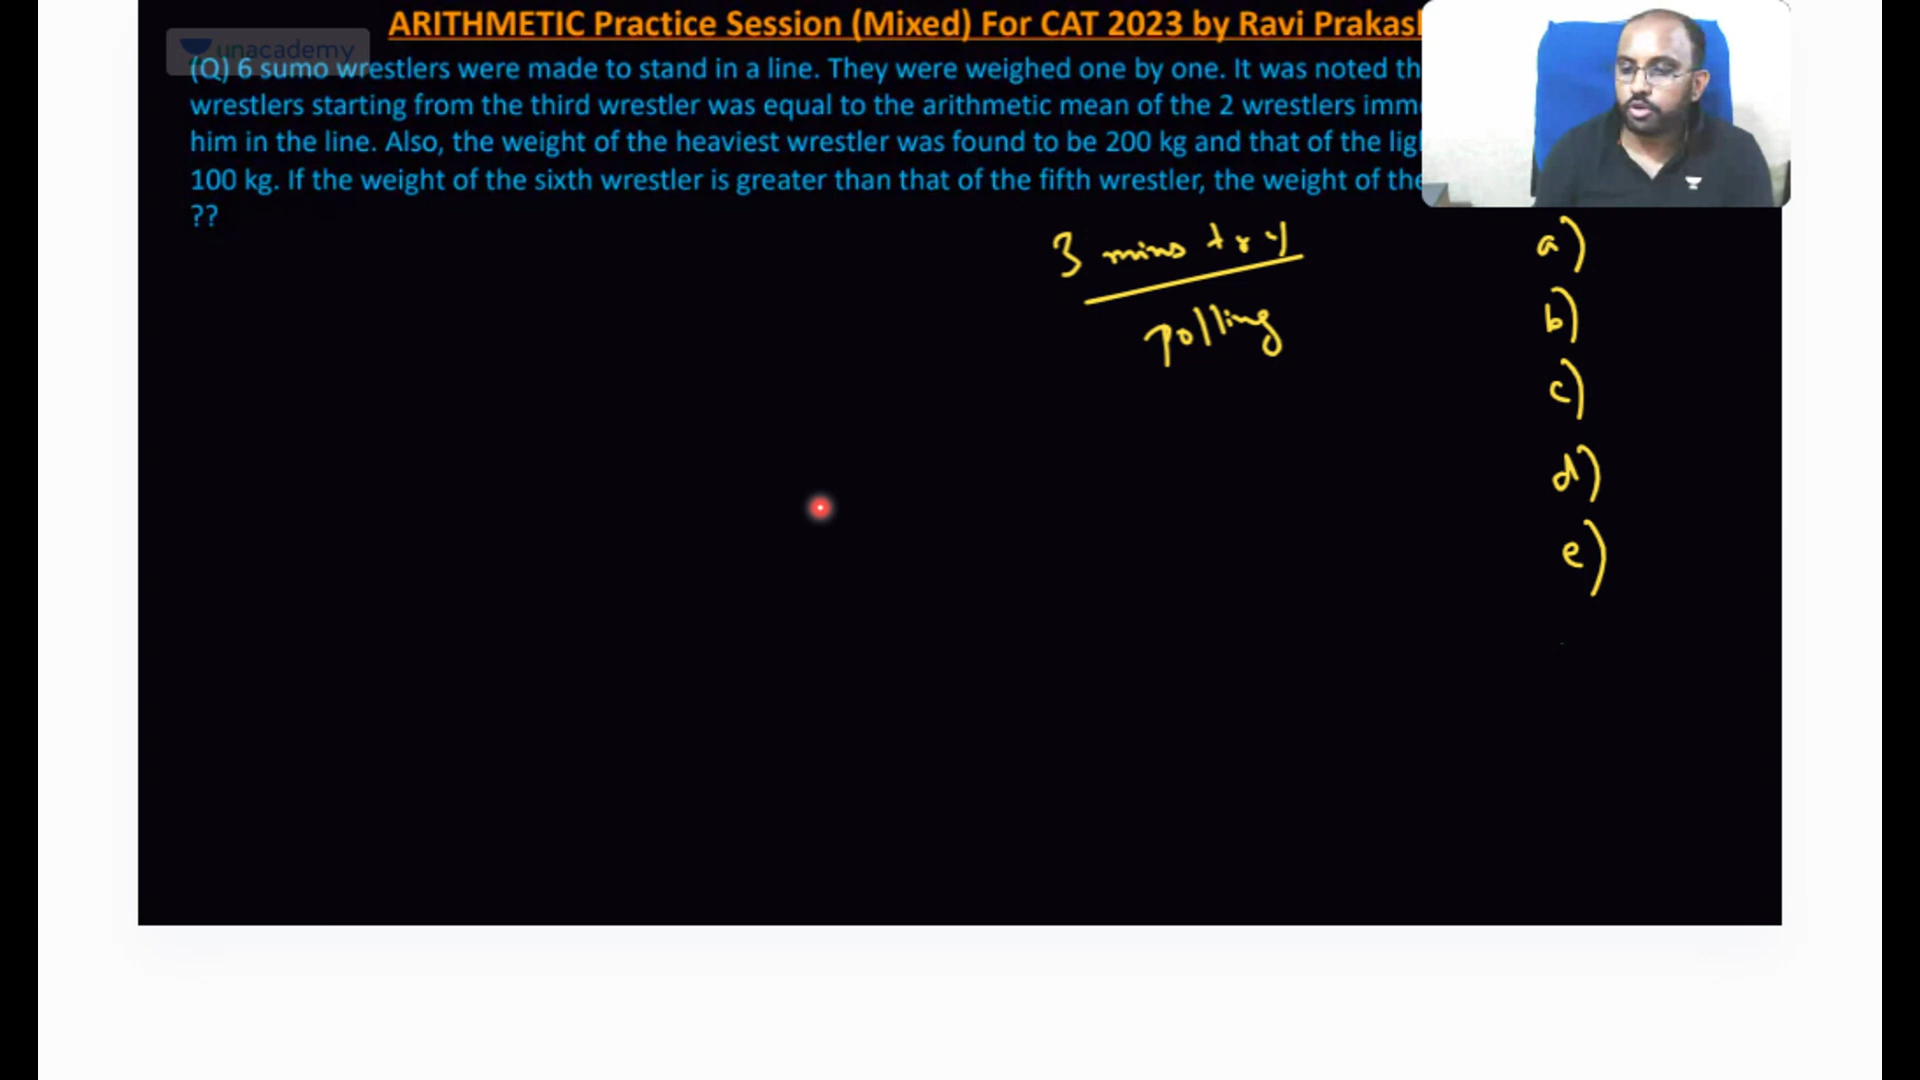 ARITHMETIC Practice Session (Mixed) For CAT 2023 by Ravi Prakash
unacademy
(Q) 6 sumo wrestlers were made to stand in a line. They were weighed one by one. It was noted th
wrestlers starting from the third wrestler was equal to the arithmetic mean of the 2 wrestlers imm
him in the line. Also, the weight of the heaviest wrestler was found to be 200 kg and that of the lig
100 kg. If the weight of the sixth wrestler is greater than that of the fifth wrestler, the weight of the
??
3 mins try
polling
a)
b)
c)
d)
e)